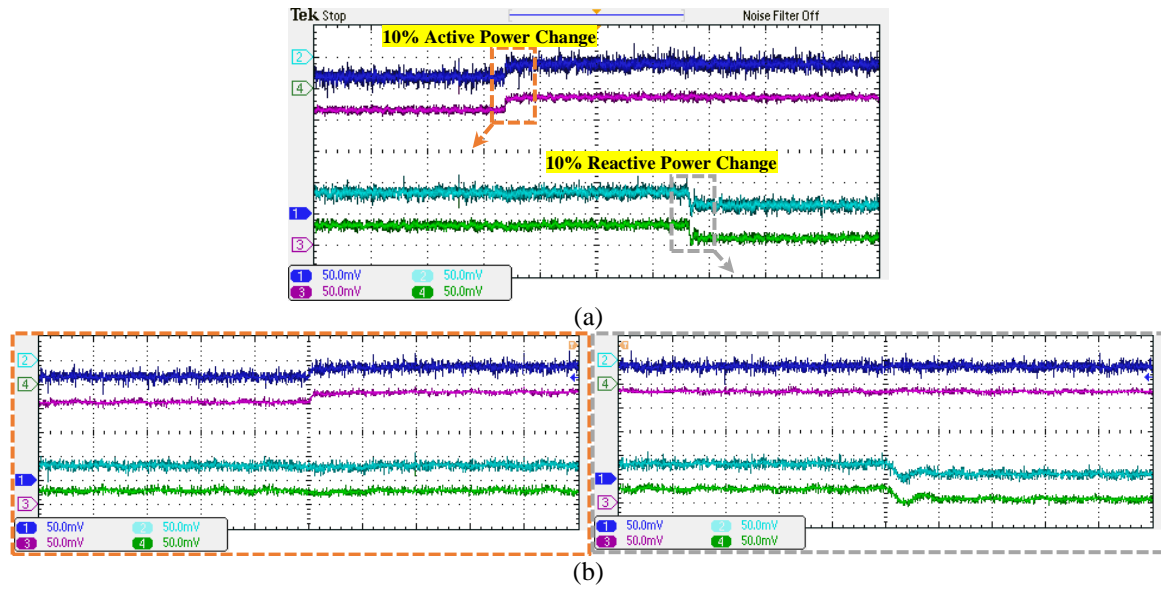 Tek Stop Noise Filter Off
10% Active Power Change
2
4
10% Reactive Power Change
1
3
1 50.0mV 2 50.0mV
3 50.0mV 4 50.0mV
(a)
2
4
1
3
1 50.0mV 2 50.0mV
3 50.0mV 4 50.0mV
2
4
1
3
1 50.0mV 2 50.0mV
3 50.0mV 4 50.0mV
(b)